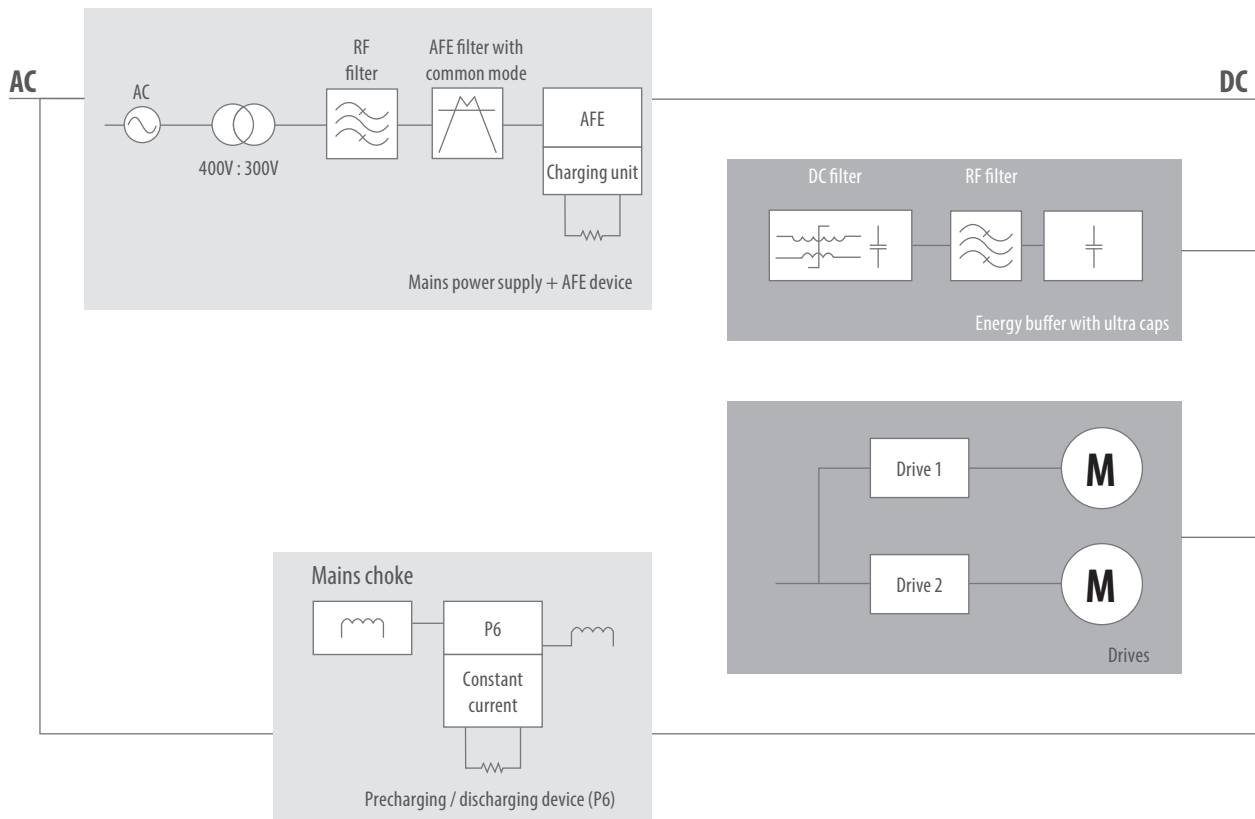 AC
DC
RF
filter
AFE filter with
common mode
AC
AFE
400V : 300V
Charging unit
Mains power supply + AFE device
DC filter
RF filter
Energy buffer with ultra caps
Drive 1
M
Drive 2
M
Drives
Mains choke
P6
Constant
current
Precharging / discharging device (P6)